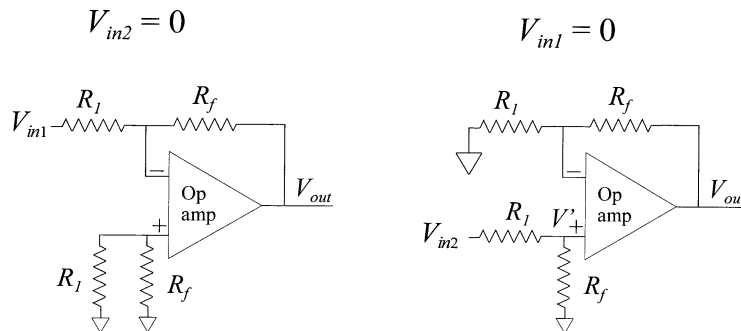 V_in2 = 0
V_in1 = 0
R_1
R_f
V_in1
−
Op
amp
V_out
+
R_1
R_f
R_1
R_f
−
Op
amp
V_ou
R_1
V'
+
V_in2
R_f